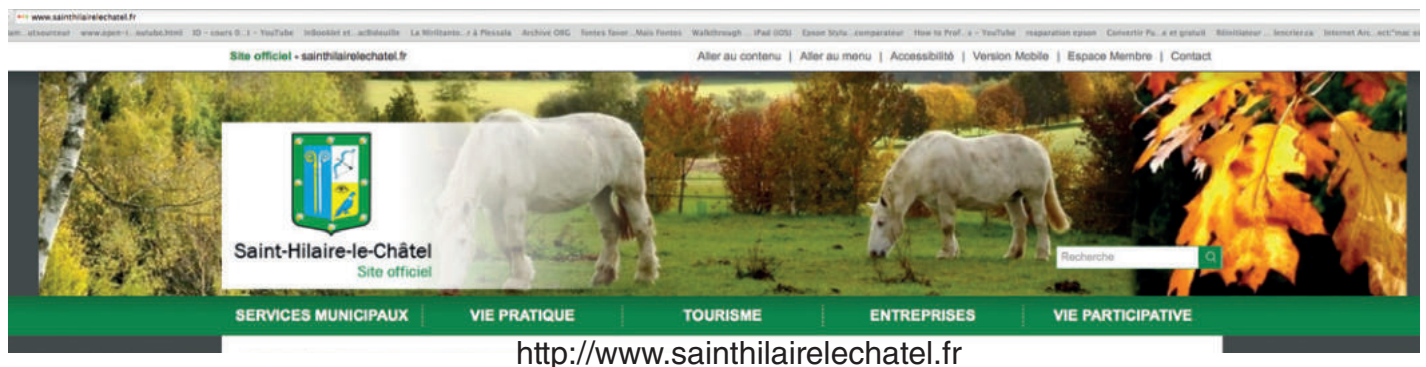 www.sainthilairelechatel.fr
Site officiel - sainthilairelechatel.fr
Aller au contenu | Aller au menu | Accessibilité | Version Mobile | Espace Membre | Contact
Saint-Hilaire-le-Châtel
Site officiel
Recherche
SERVICES MUNICIPAUX
VIE PRATIQUE
TOURISME
ENTREPRISES
VIE PARTICIPATIVE
http://www.sainthilairelechatel.fr